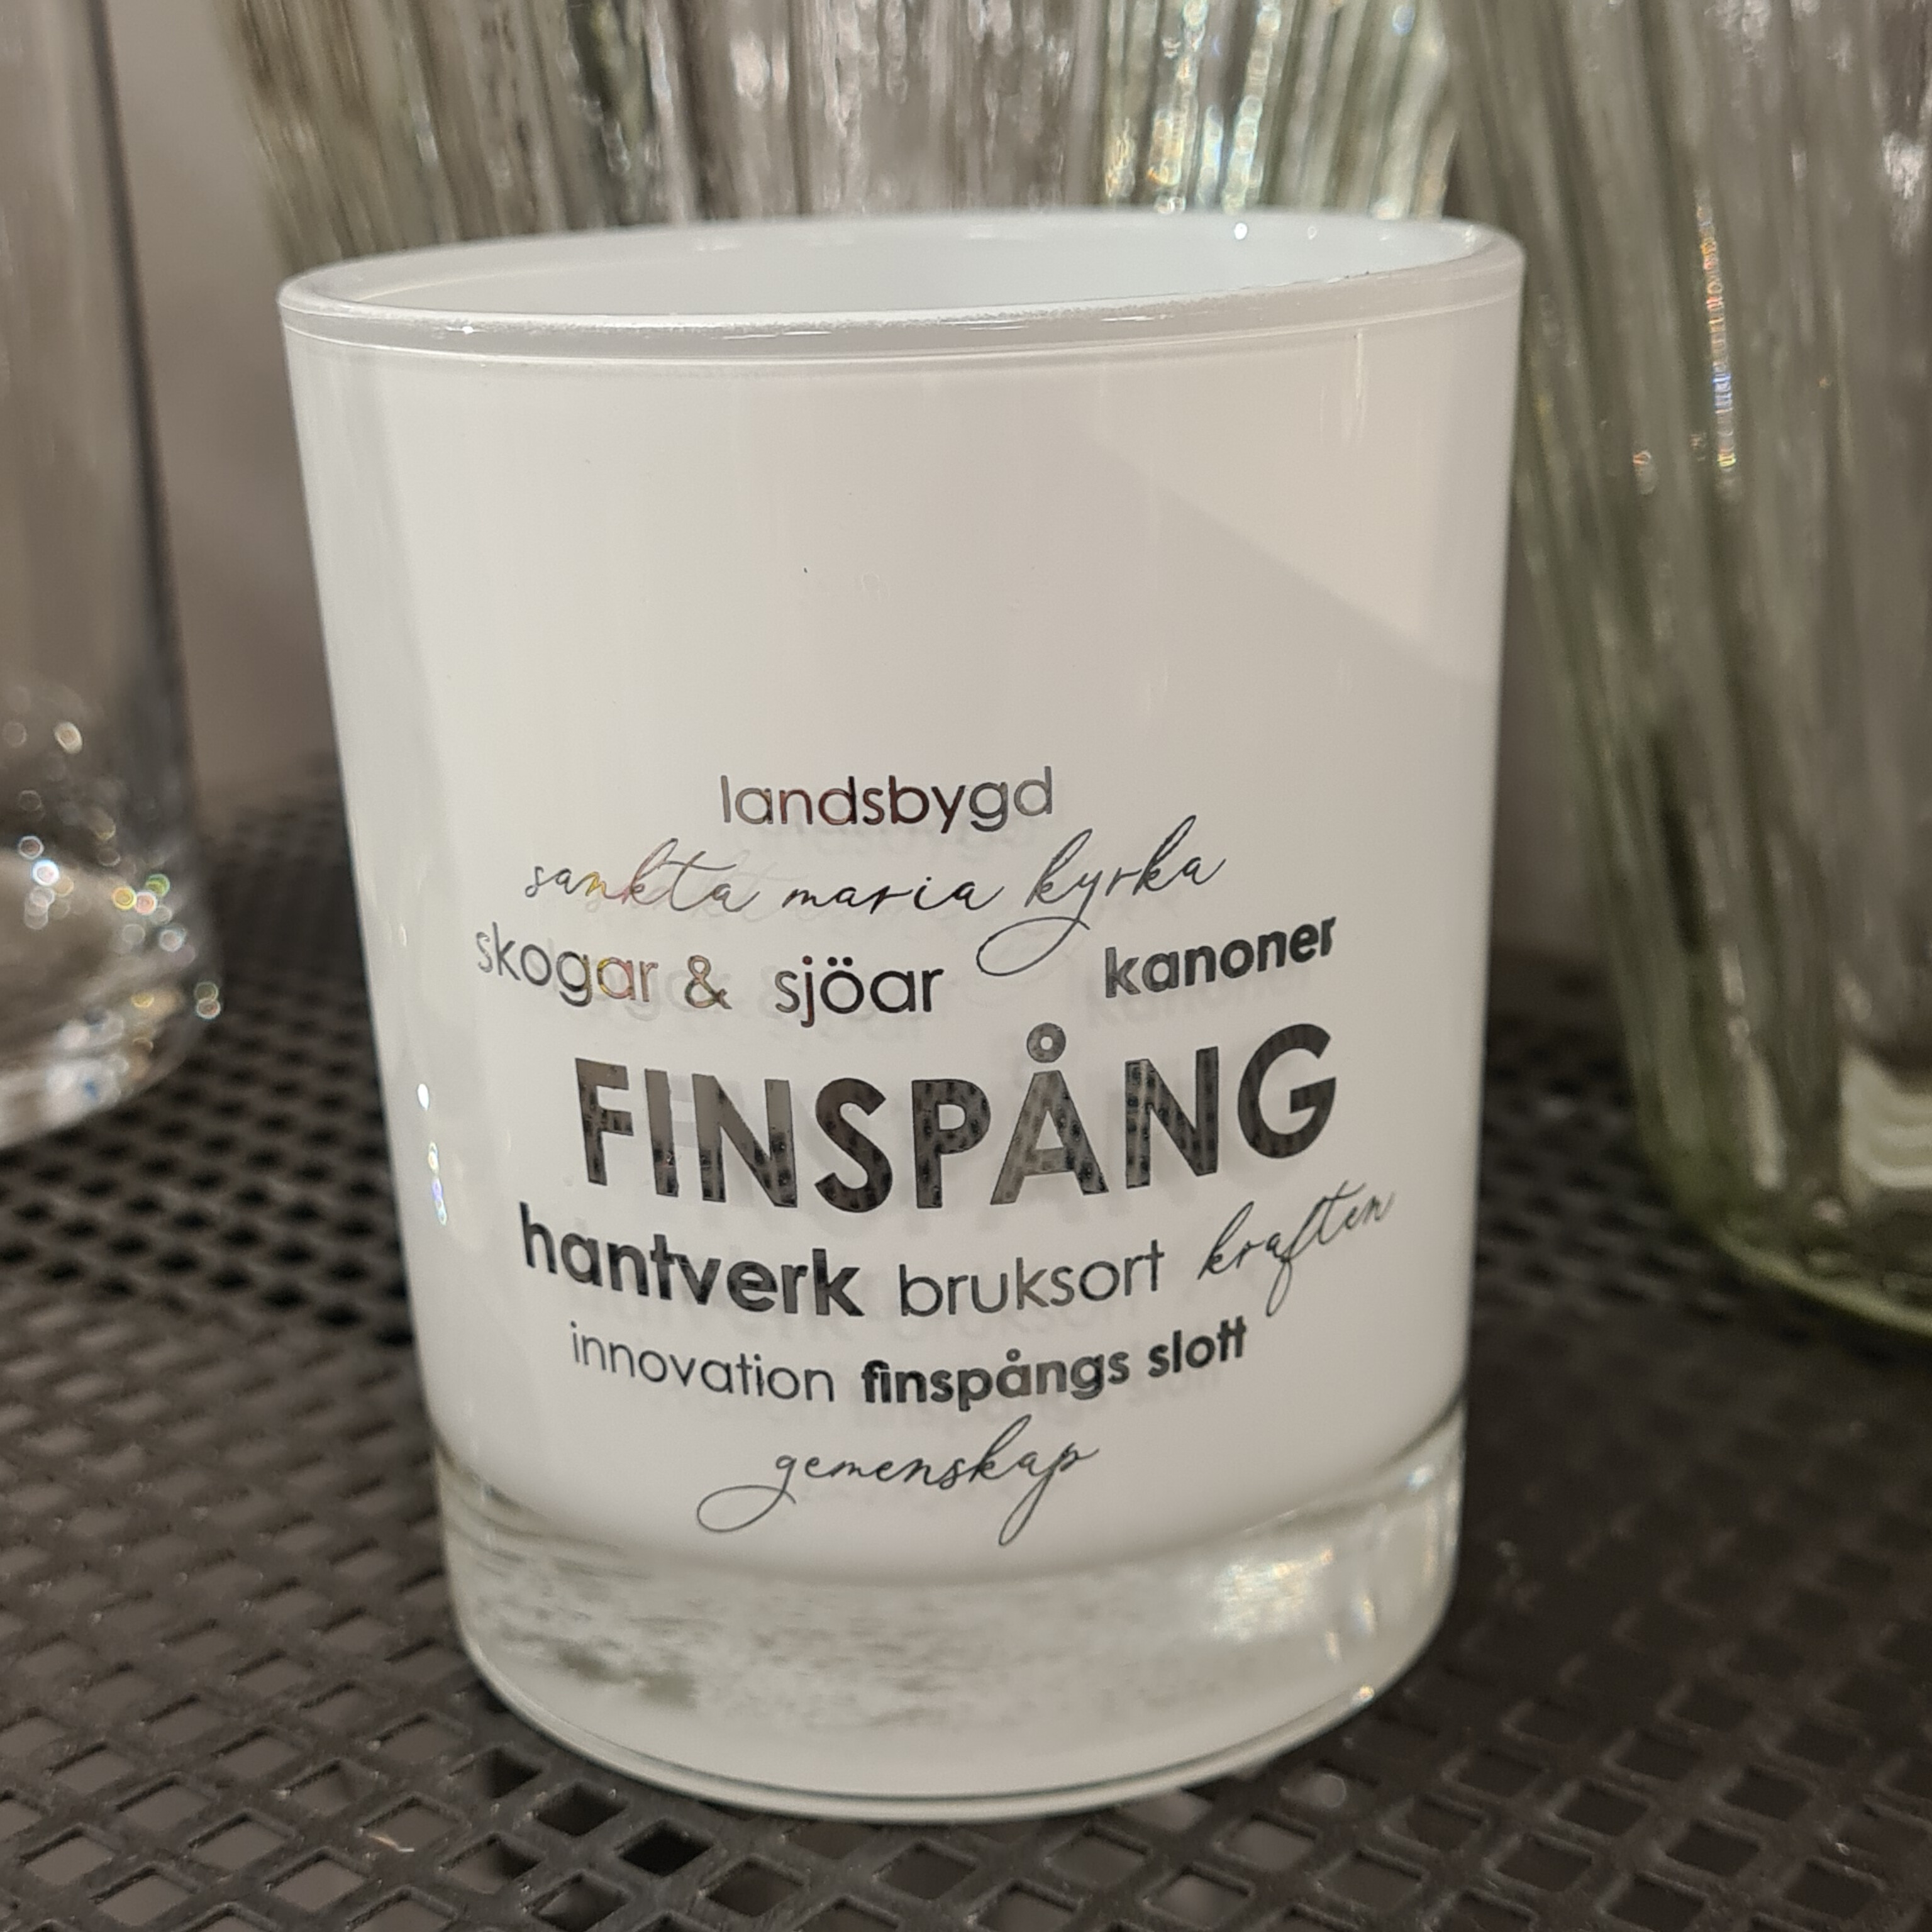 landsbygd
sankta maria kyrka
skogar & sjöar kanoner
FINSPÅNG
hantverk bruksort kraften
innovation finspångs slott
gemenskap